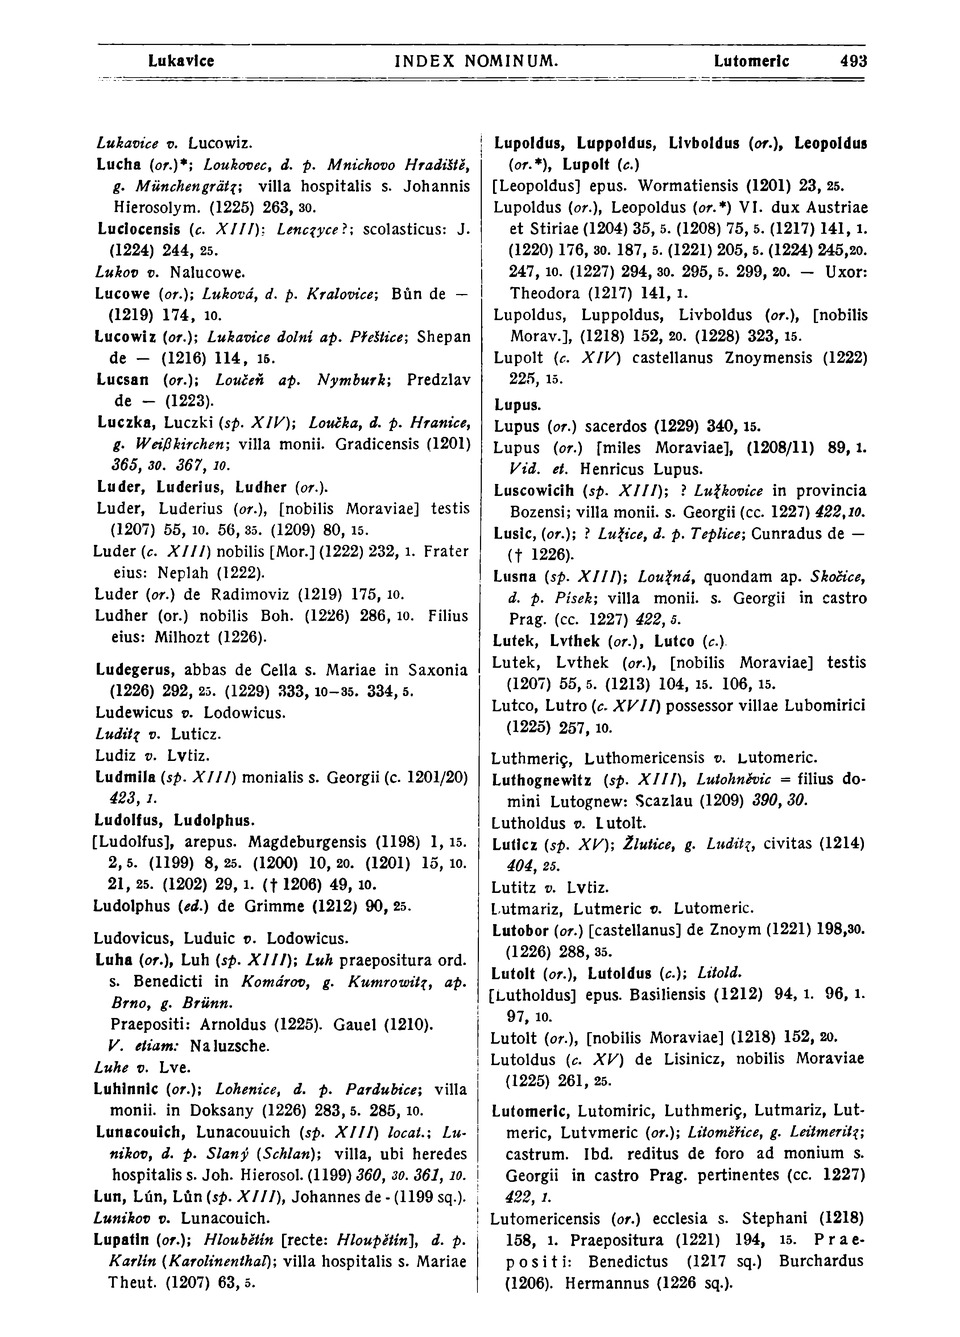 Lukavice INDEX NOMINUM. Lutomeric 493
Lukavice v. Lucowiz.
Lucha (or.)*; Loukovec, d. p. Mnichovo Hradiště,
g. Münchengrätz; villa hospitalis s. Johannis
Hierosolym. (1225) 263, 30.
Luciocensis (c. XIII); Lenczyce?; scolasticus: J.
(1224) 244, 25.
Lukov v. Nalucowe.
Lucowe (or.); Luková, d. p. Kralovice; Bůn de —
(1219) 174, 10.
Lucowiz (or.); Lukavice dolní ap. Přeštice; Shepan
de — (1216) 114, 15.
Lucsan (or.); Loučeň ap. Nymburk; Predzlav
de — (1223).
Luczka, Luczki (sp. XIV); Loučka, d. p. Hranice,
g. Weißkirchen; villa monii. Gradicensis (1201)
365, 30. 367, 10.
Luder, Luderius, Ludher (or.).
Luder, Luderius (or.), [nobilis Moraviae] testis
(1207) 55, 10. 56, 35. (1209) 80, 15.
Luder (c. XIII) nobilis [Mor.] (1222) 232, 1. Frater
eius: Neplah (1222).
Luder (or.) de Radimoviz (1219) 175, 10.
Ludher (or.) nobilis Boh. (1226) 286, 10. Filius
eius: Milhozt (1226).
Ludegerus, abbas de Cella s. Mariae in Saxonia
(1226) 292, 25. (1229) 333, 10–35. 334, 5.
Ludewicus v. Lodowicus.
Luditz v. Luticz.
Ludiz v. Lvtiz.
Ludmila (sp. XIII) monialis s. Georgii (c. 1201/20)
423, 1.
Ludolfus, Ludolphus.
[Ludolfus], arepus. Magdeburgensis (1198) 1, 15.
2, 5. (1199) 8, 25. (1200) 10, 20. (1201) 15, 10.
21, 25. (1202) 29, 1. († 1206) 49, 10.
Ludolphus (ed.) de Grimme (1212) 90, 25.
Ludovicus, Luduic v. Lodowicus.
Luha (or.), Luh (sp. XIII); Luh praepositura ord.
s. Benedicti in Komárov, g. Kumrowitz, ap.
Brno, g. Brünn.
Praepositi: Arnoldus (1225). Gauel (1210).
V. etiam: Naluzsche.
Luhe v. Lve.
Luhinnic (or.); Lohenice, d. p. Pardubice; villa
monii. in Doksany (1226) 283, 5. 285, 10.
Lunacouich, Lunacouuich (sp. XIII) locat.; Lu-
nikov, d. p. Slaný (Schlan); villa, ubi heredes
hospitalis s. Joh. Hierosol. (1199) 360, 30. 361, 10.
Lun, Lún, Lůn (sp. XIII), Johannes de - (1199 sq.).
Lunikov v. Lunacouich.
Lupatin (or.); Hloubětín [recte: Hloupětín], d. p.
Karlin (Karolinenthal); villa hospitalis s. Mariae
Theut. (1207) 63, 5.
Lupoldus, Luppoldus, Livboldus (or.), Leopoldus
(or.*), Lupolt (c.)
[Leopoldus] epus. Wormatiensis (1201) 23, 25.
Lupoldus (or.), Leopoldus (or.*) VI. dux Austriae
et Stiriae (1204) 35, 5. (1208) 75, 5. (1217) 141, 1.
(1220) 176, 30. 187, 5. (1221) 205, 5. (1224) 245, 20.
247, 10. (1227) 294, 30. 295, 5. 299, 20. — Uxor:
Theodora (1217) 141, 1.
Lupoldus, Luppoldus, Livboldus (or.), [nobilis
Morav.], (1218) 152, 20. (1228) 323, 15.
Lupolt (c. XIV) castellanus Znoymensis (1222)
225, 15.
Lupus.
Lupus (or.) sacerdos (1229) 340, 15.
Lupus (or.) [miles Moraviae], (1208/11) 89, 1.
Vid. et. Henricus Lupus.
Luscowicih (sp. XIII); ? Lužkovice in provincia
Bozensi; villa monii. s. Georgii (cc. 1227) 422, 10.
Lusic, (or.); ? Lužice, d. p. Teplice; Cunradus de —
(† 1226).
Lusna (sp. XIII); Loužná, quondam ap. Skočice,
d. p. Písek; villa monii. s. Georgii in castro
Prag. (cc. 1227) 422, 5.
Lutek, Lvthek (or.), Lutco (c.).
Lutek, Lvthek (or.), [nobilis Moraviae] testis
(1207) 55, 5. (1213) 104, 15. 106, 15.
Lutco, Lutro (c. XVII) possessor villae Lubomirici
(1225) 257, 10.
Luthmeriç, Luthomericensis v. Lutomeric.
Luthognewitz (sp. XIII), Lutohněvic = filius do-
mini Lutognew: Scazlau (1209) 390, 30.
Lutholdus v. Lutolt.
Luticz (sp. XV); Žlutice, g. Luditz, civitas (1214)
404, 25.
Lutitz v. Lvtiz.
Lutmariz, Lutmeric v. Lutomeric.
Lutobor (or.) [castellanus] de Znoym (1221) 198, 30.
(1226) 288, 35.
Lutolt (or.), Lutoldus (c.); Litold.
[Lutholdus] epus. Basiliensis (1212) 94, 1. 96, 1.
97, 10.
Lutolt (or.), [nobilis Moraviae] (1218) 152, 20.
Lutoldus (c. XV) de Lisinicz, nobilis Moraviae
(1225) 261, 25.
Lutomeric, Lutomiric, Luthmeriç, Lutmariz, Lut-
meric, Lutvmeric (or.); Litoměřice, g. Leitmeritz;
castrum. Ibd. reditus de foro ad monium s.
Georgii in castro Prag. pertinentes (cc. 1227)
422, 1.
Lutomericensis (or.) ecclesia s. Stephani (1218)
158, 1. Praepositura (1221) 194, 15. Prae-
positi: Benedictus (1217 sq.) Burchardus
(1206). Hermannus (1226 sq.).